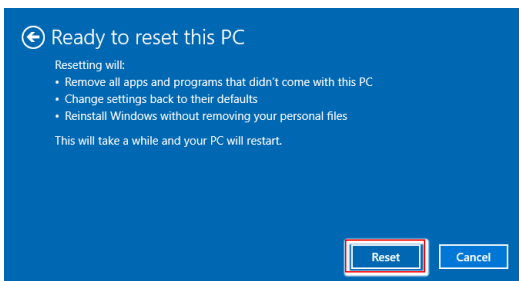 Ready to reset this PC
Resetting will:
• Remove all apps and programs that didn't come with this PC
• Change settings back to their defaults
• Reinstall Windows without removing your personal files
This will take a while and your PC will restart.
Reset
Cancel